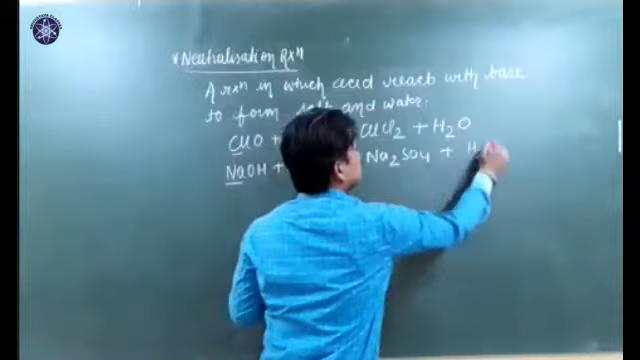 * Neutralisation Rxn
A rxn in which acid reacts with base
to form salt and water.
CuO + CuCl2 + H2O
NaOH + Na2SO4 + H